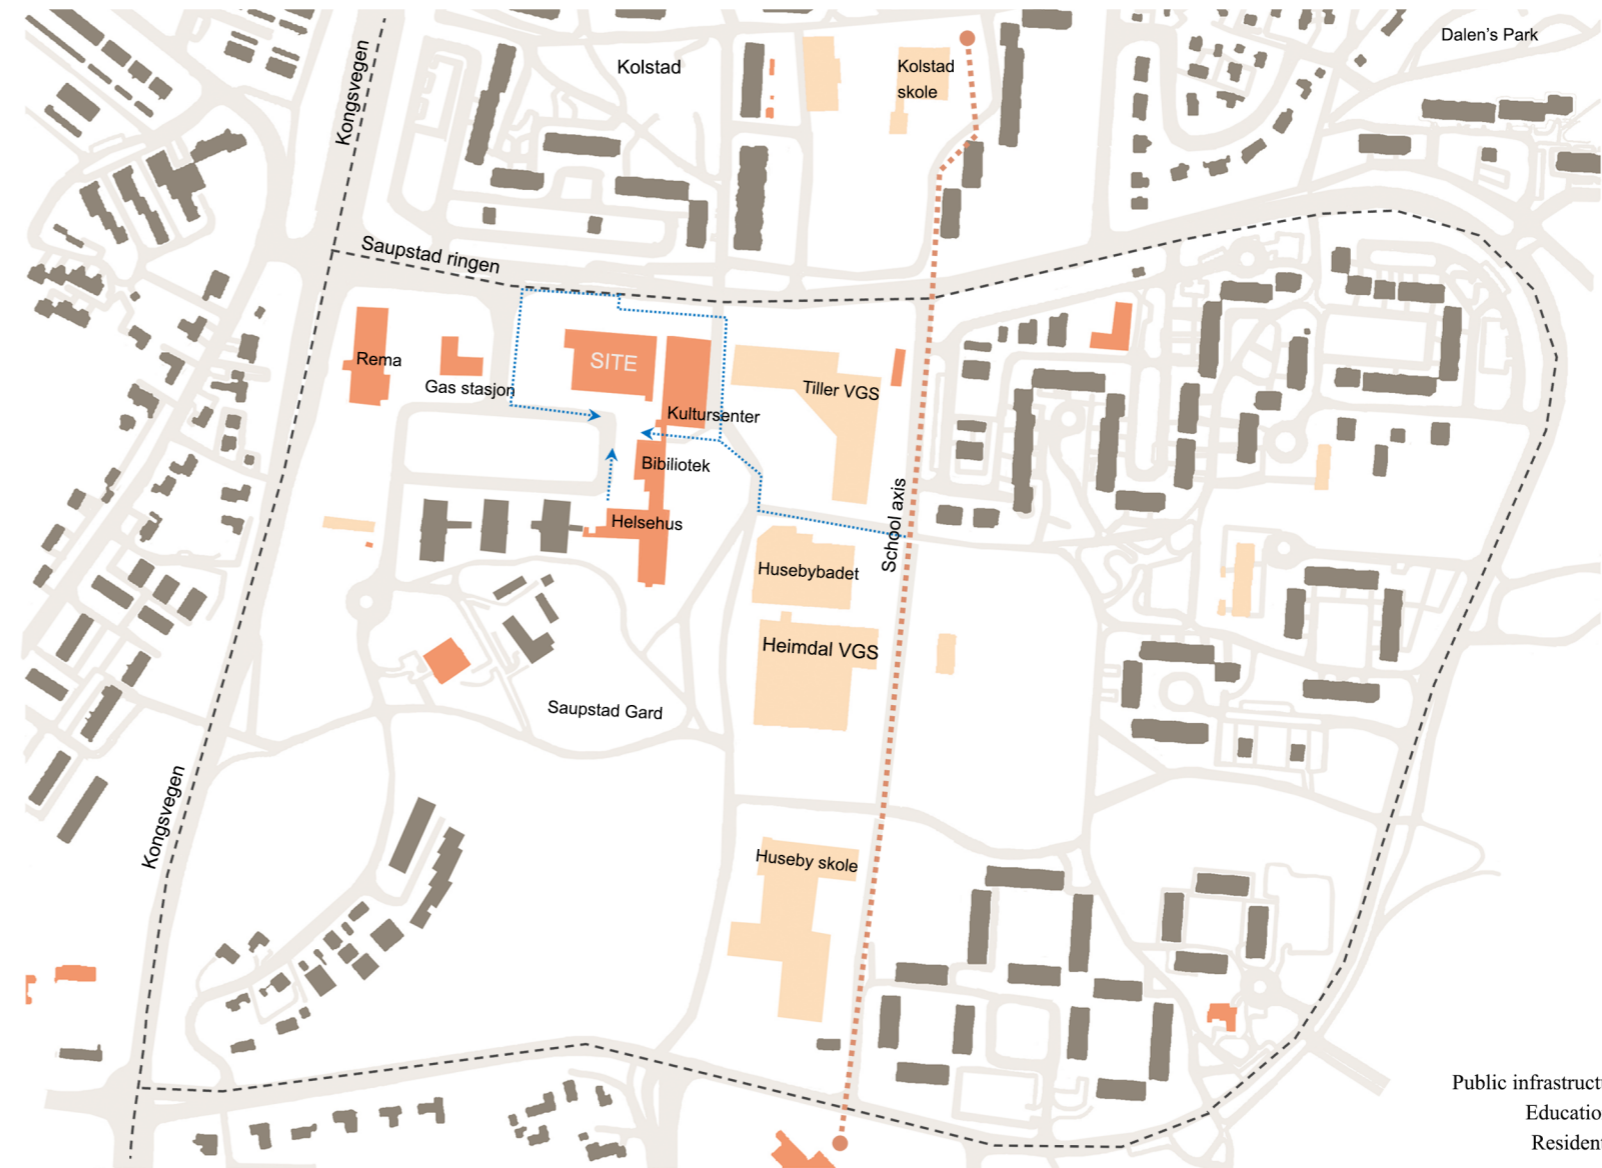 Dalen's Park
Kolstad
Kolstad
skole
Kongsvegen
Saupstad ringen
SITE
Rema
Gas stasjon
Tiller VGS
Kultursenter
Bibiliotek
School axis
Helsehus
Husebybadet
Heimdal VGS
Saupstad Gard
Kongsvegen
Huseby skole
Public infrastruct
Educatio
Residen